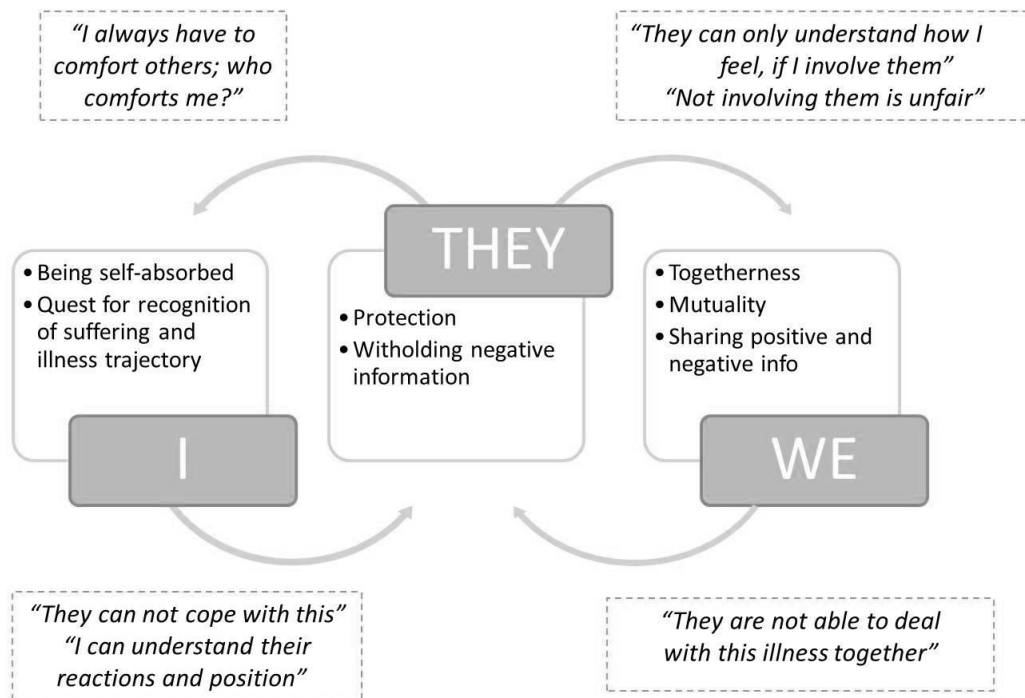 “I always have to
comfort others; who
comforts me?”
“They can only understand how I
feel, if I involve them”
“Not involving them is unfair”
THEY
• Being self-absorbed
• Quest for recognition
of suffering and
illness trajectory
I
• Protection
• Witholding negative
information
• Togetherness
• Mutuality
• Sharing positive and
negative info
WE
“They can not cope with this”
“I can understand their
reactions and position”
“They are not able to deal
with this illness together”